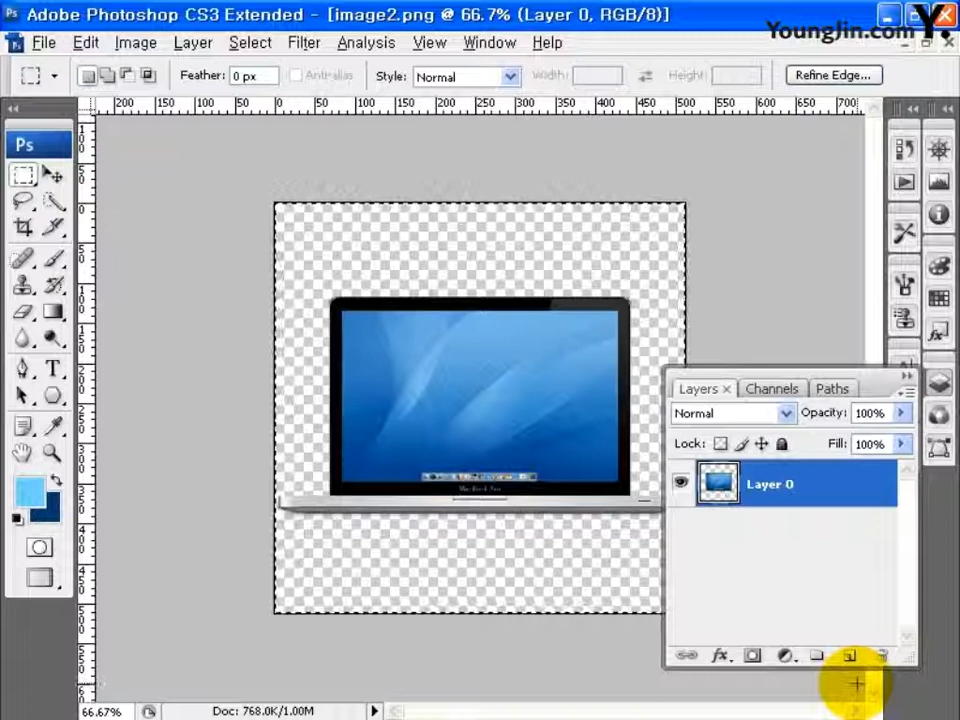 Adobe Photoshop CS3 Extended - [image2.png @ 66.7% (Layer 0, RGB/8)]
YoungJin.com Y.
File Edit Image Layer Select Filter Analysis View Window Help
Feather: 0 px Anti-alias Style: Normal Width: Height: Refine Edge...
200 150 100 50 0 50 100 150 200 250 300 350 400 450 500 550 600 650 700
Ps
Layers × Channels Paths
Normal Opacity: 100%
Lock: Fill: 100%
Layer 0
66.67% Doc: 768.0K/1.00M